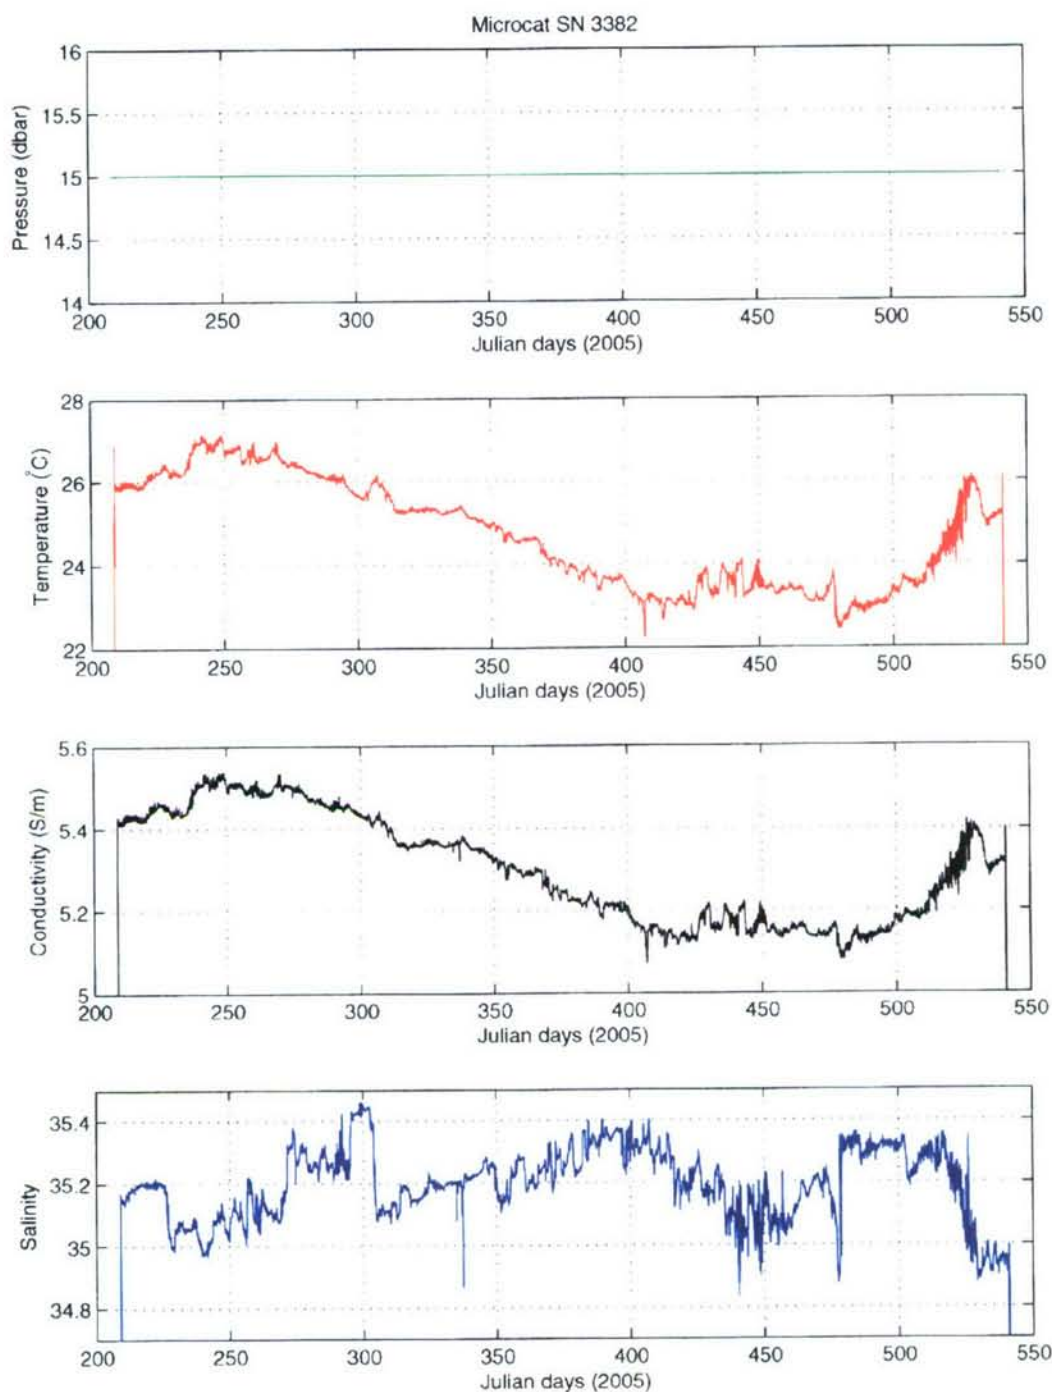 Microcat SN 3382
16
15.5
15
14.5
14
Pressure (dbar)
200 250 300 350 400 450 500 550
Julian days (2005)
28
26
24
22
Temperature (°C)
200 250 300 350 400 450 500 550
Julian days (2005)
5.6
5.4
5.2
5
Conductivity (S/m)
200 250 300 350 400 450 500 550
Julian days (2005)
35.4
35.2
35
34.8
Salinity
200 250 300 350 400 450 500 550
Julian days (2005)